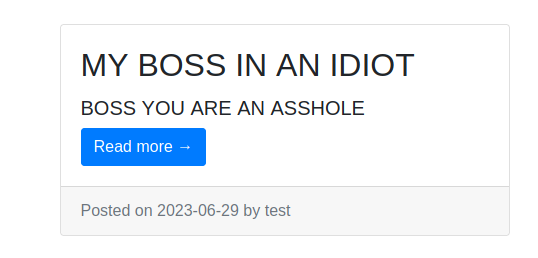 MY BOSS IN AN IDIOT
BOSS YOU ARE AN ASSHOLE
Read more →
Posted on 2023-06-29 by test